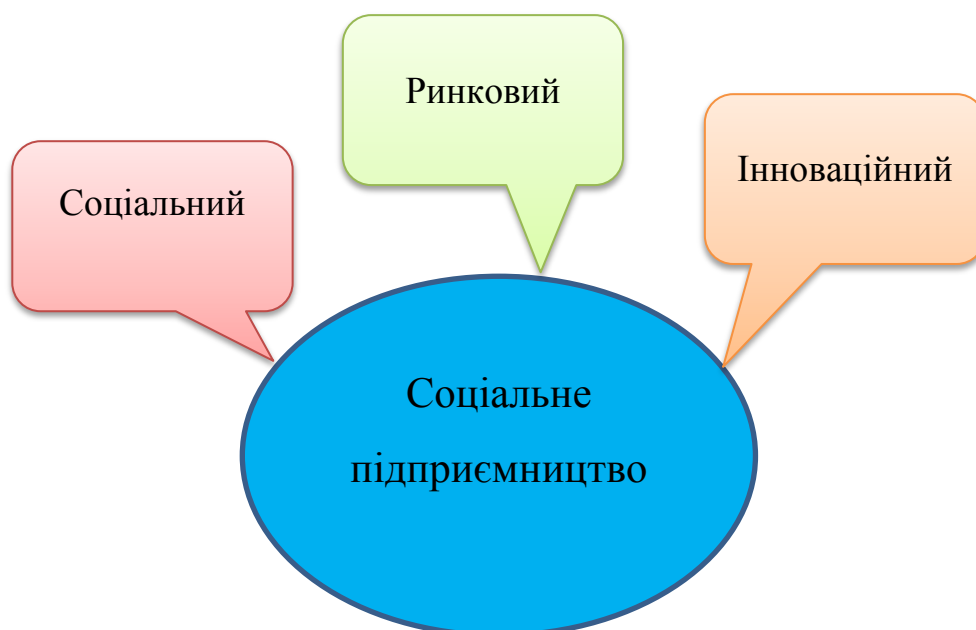 Ринковий
Інноваційний
Соціальний
Соціальне
підприємництво